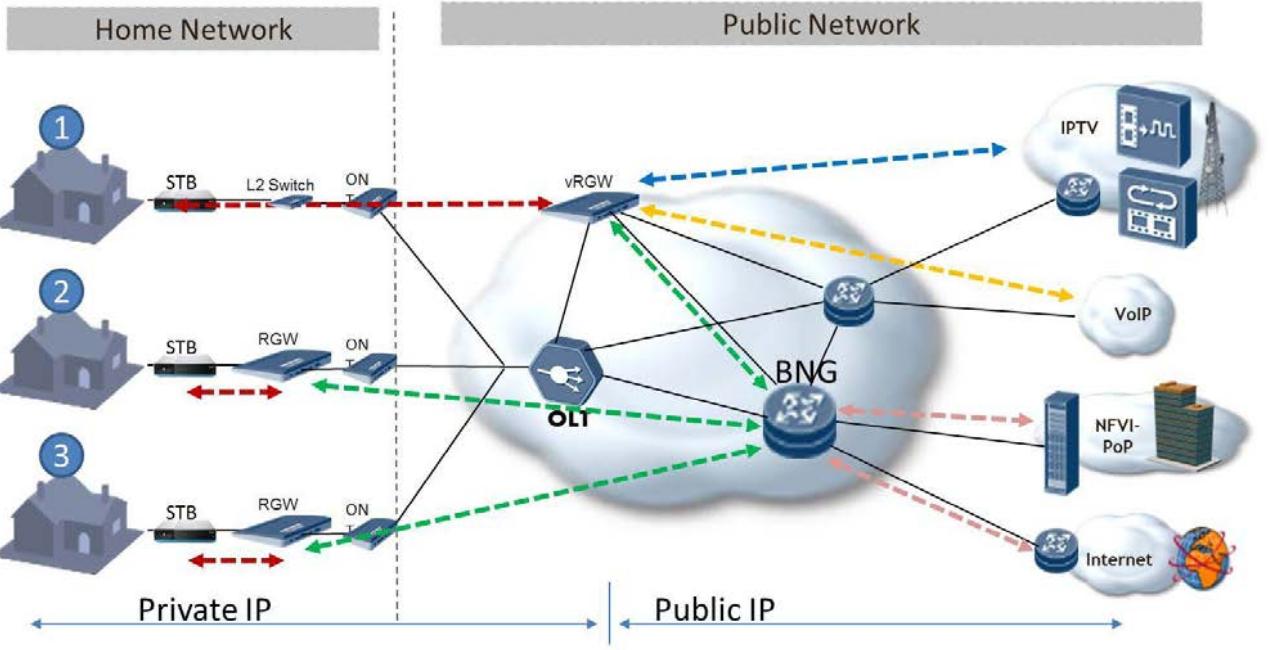 Home Network
Public Network
1
IPTV
STB
L2 Switch
ON
T
vRGW
2
VoIP
STB
RGW
ON
T
BNG
OLT
NFVI-
PoP
3
STB
RGW
ON
T
Internet
Private IP
Public IP